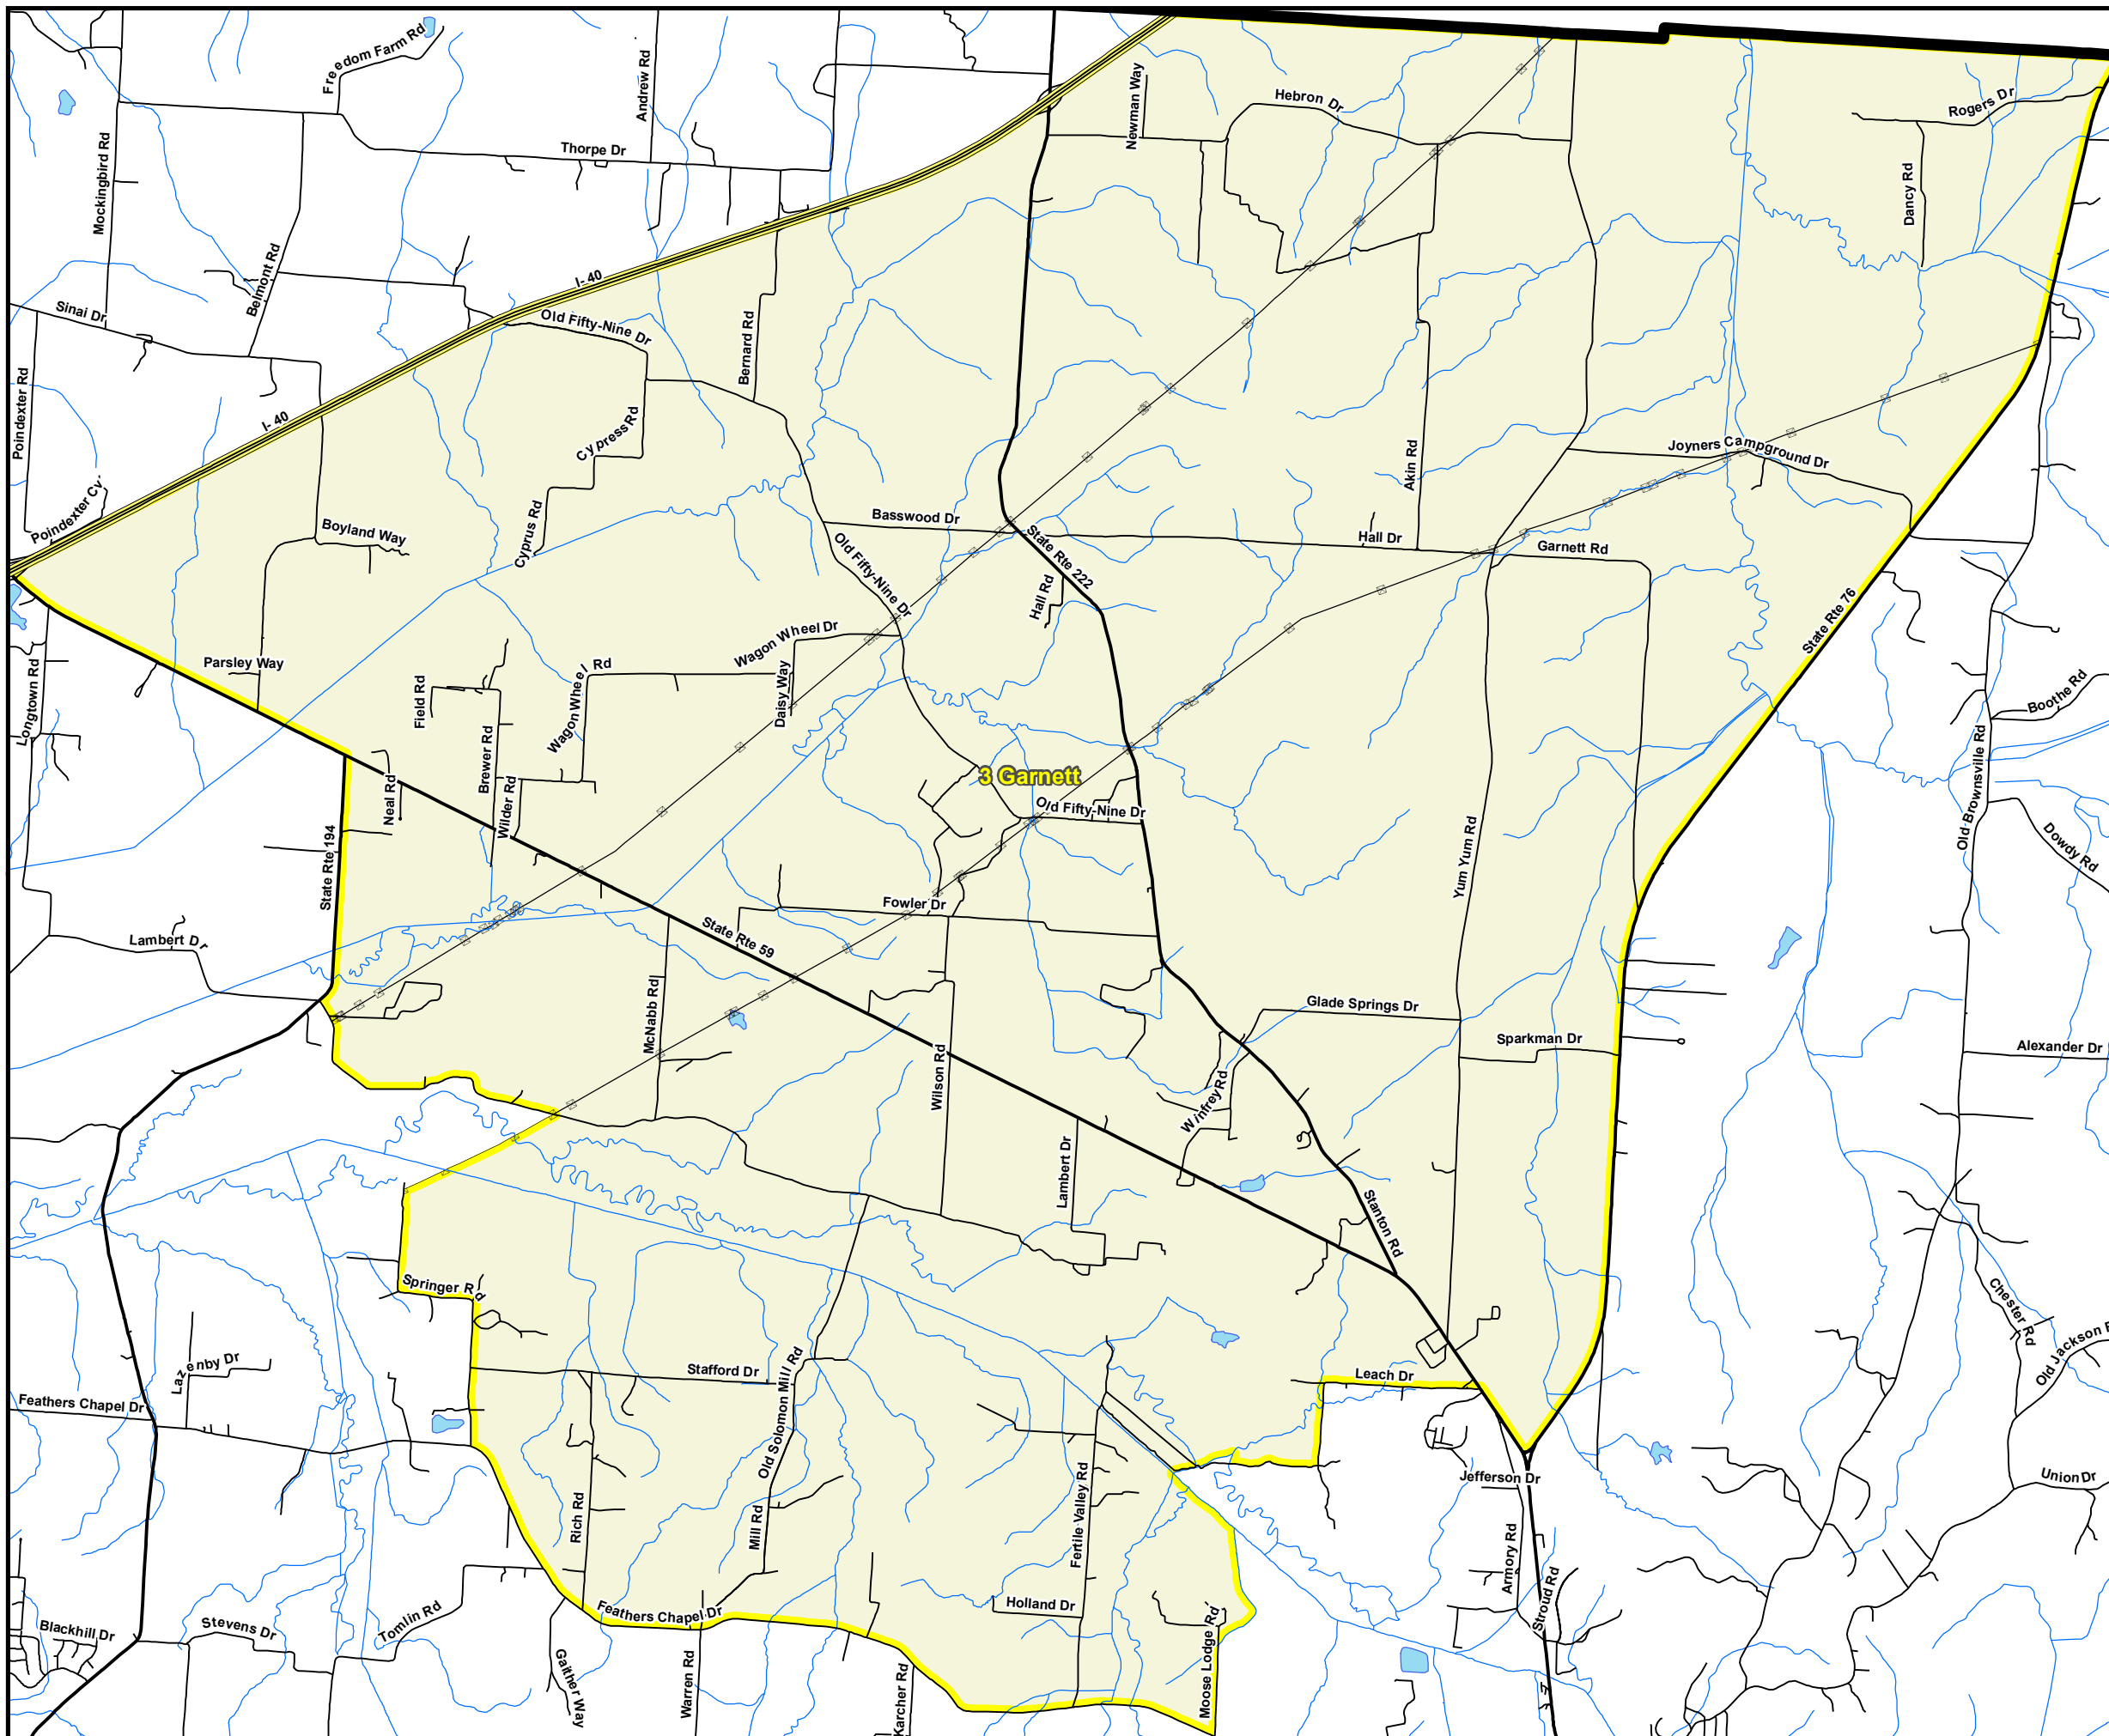 Freedom Farm Rd
Andrew Rd
Newman Way
Hebron Dr
Rogers Dr
Mockingbird Rd
Thorpe Dr
Dancy Rd
Belmont Rd
I- 40
Sinai Dr
Old Fifty-Nine Dr
Bernard Rd
Poindexter Rd
I- 40
Cypress Rd
Akin Rd
Joyners Campground Dr
Poindexter Cv
Boyland Way
Cyprus Rd
Basswood Dr
Old Fifty-Nine Dr
State Rte 222
Hall Dr
Garnett Rd
Hall Rd
State Rte 76
Longtown Rd
Parsley Way
Field Rd
Wagon Wheel Rd
Wagon Wheel Dr
Daisy Way
Boothe Rd
Brewer Rd
Neal Rd
Wilder Rd
3 Garnett
Old Fifty-Nine Dr
Old Brownsville Rd
Dowdy Rd
State Rte 194
Yum Yum Rd
Lambert Dr
Fowler Dr
State Rte 59
McNabb Rd
Glade Springs Dr
Sparkman Dr
Alexander Dr
Wilson Rd
Winfrey Rd
Lambert Dr
Stanton Rd
Springer Rd
Chester Rd
Old Jackson R
Lazenby Dr
Stafford Dr
Leach Dr
Feathers Chapel Dr
Old Solomon Mill Rd
Jefferson Dr
Union Dr
Rich Rd
Mill Rd
Fertile Valley Rd
Armory Rd
Stroud Rd
Blackhill Dr
Stevens Dr
Tomlin Rd
Feathers Chapel Dr
Holland Dr
Moose Lodge Rd
Gaither Way
Warren Rd
Karcher Rd